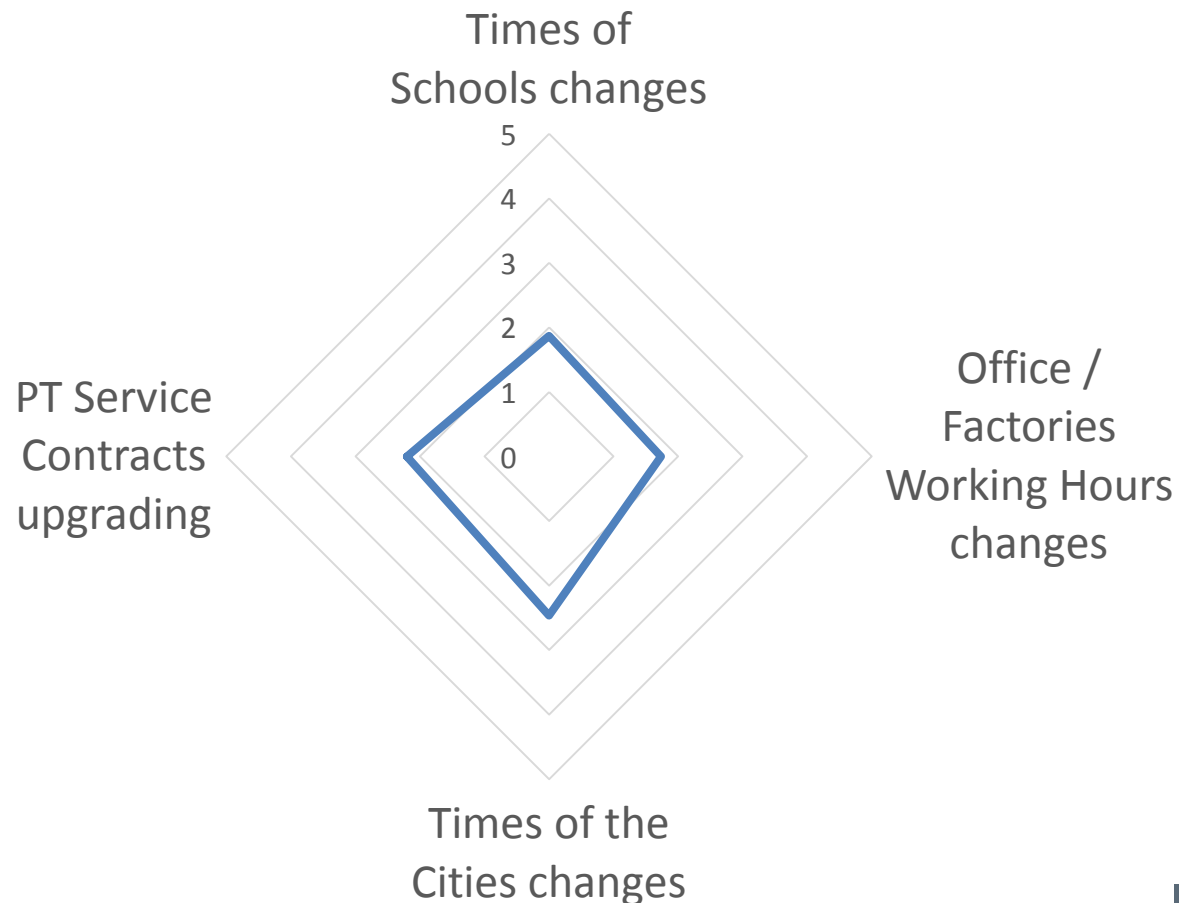 Times of
Schools changes
5
4
3
2
1
0
Office /
Factories
Working Hours
changes
PT Service
Contracts
upgrading
Times of the
Cities changes